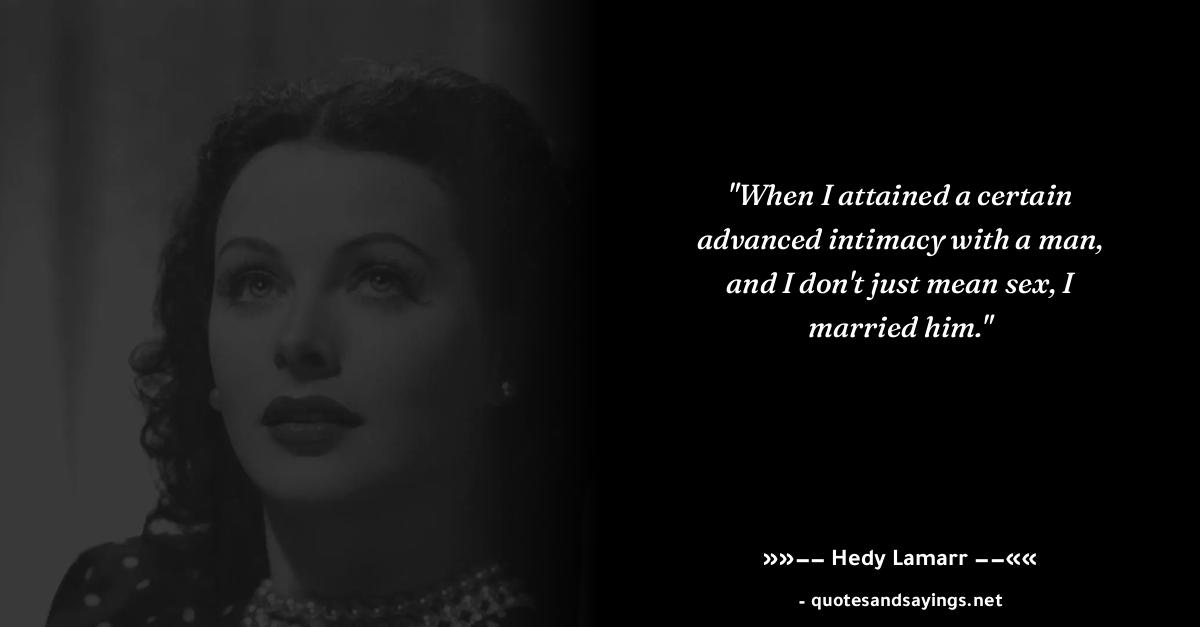 "When I attained a certain
advanced intimacy with a man,
and I don't just mean sex, I
married him."
»»–– Hedy Lamarr ––««
- quotesandsayings.net